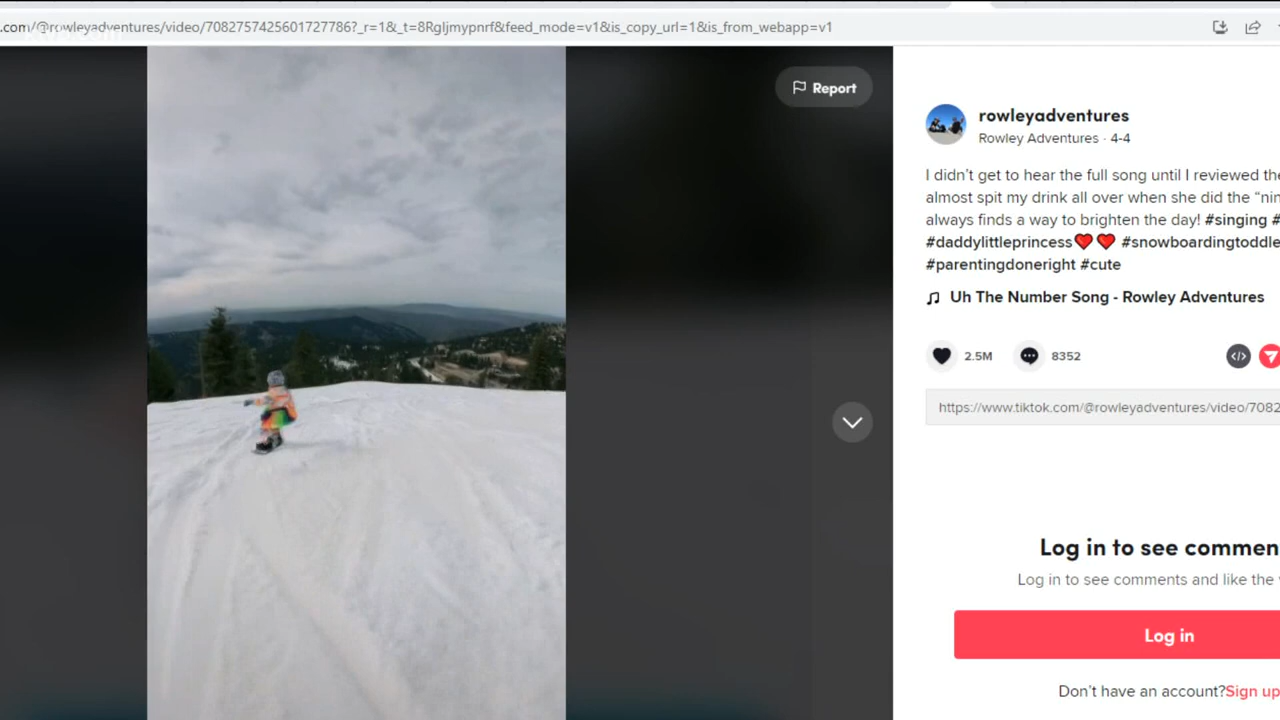 .com/@rowleyadventures/video/7082757425601727786?_r=1&_t=8Rgljmypnrf&feed_mode=v1&is_copy_url=1&is_from_webapp=v1
Report
rowleyadventures
Rowley Adventures · 4-4
I didn't get to hear the full song until I reviewed the
almost spit my drink all over when she did the "nin
always finds a way to brighten the day! #singing #
#daddylittleprincess❤️❤️ #snowboardingtoddle
#parentingdoneright #cute
Uh The Number Song - Rowley Adventures
2.5M
8352
https://www.tiktok.com/@rowleyadventures/video/7082
Log in to see commen
Log in to see comments and like the
Log in
Don't have an account? Sign up